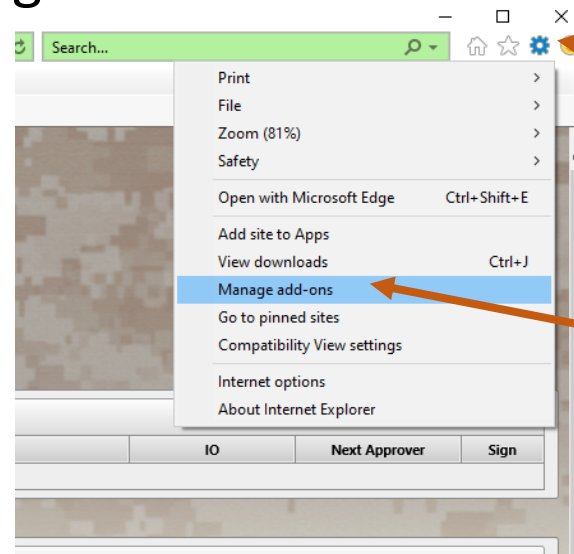 Search...
Print
File
Zoom (81%)
Safety
Open with Microsoft Edge Ctrl+Shift+E
Add site to Apps
View downloads Ctrl+J
Manage add-ons
Go to pinned sites
Compatibility View settings
Internet options
About Internet Explorer
IO Next Approver Sign